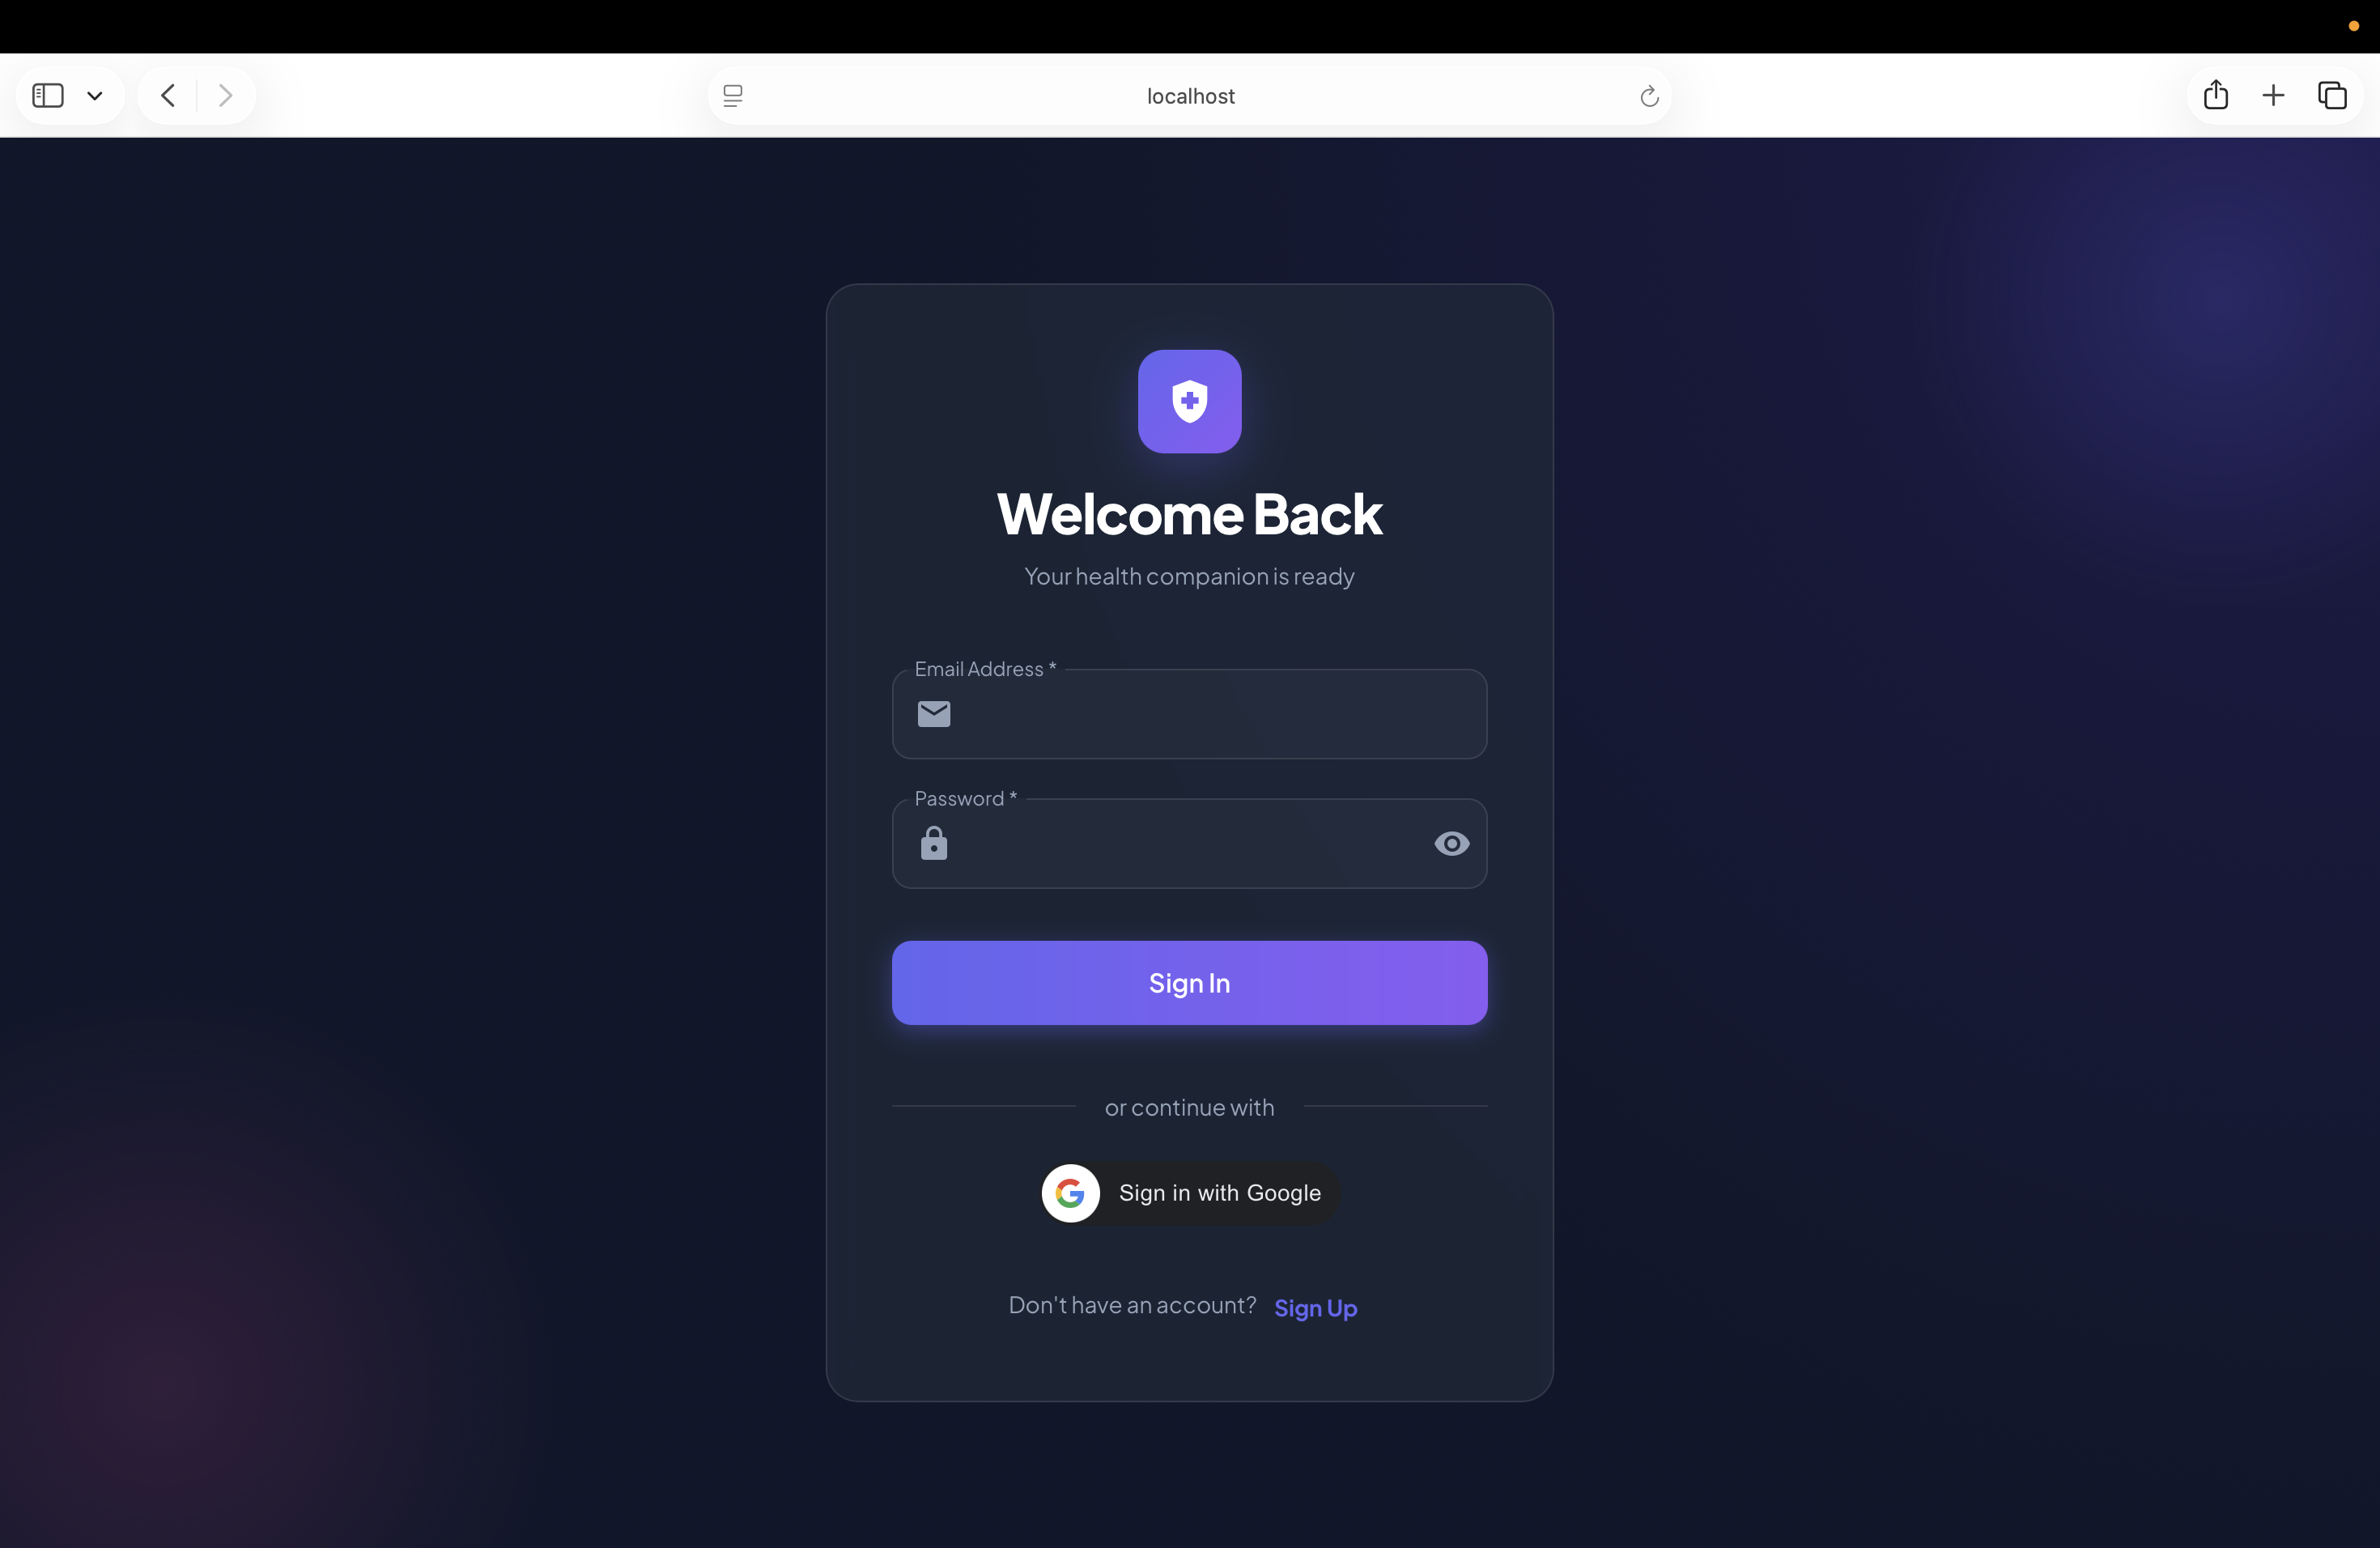 localhost
Welcome Back
Your health companion is ready
Email Address *
Password *
Sign In
or continue with
Sign in with Google
Don't have an account? Sign Up